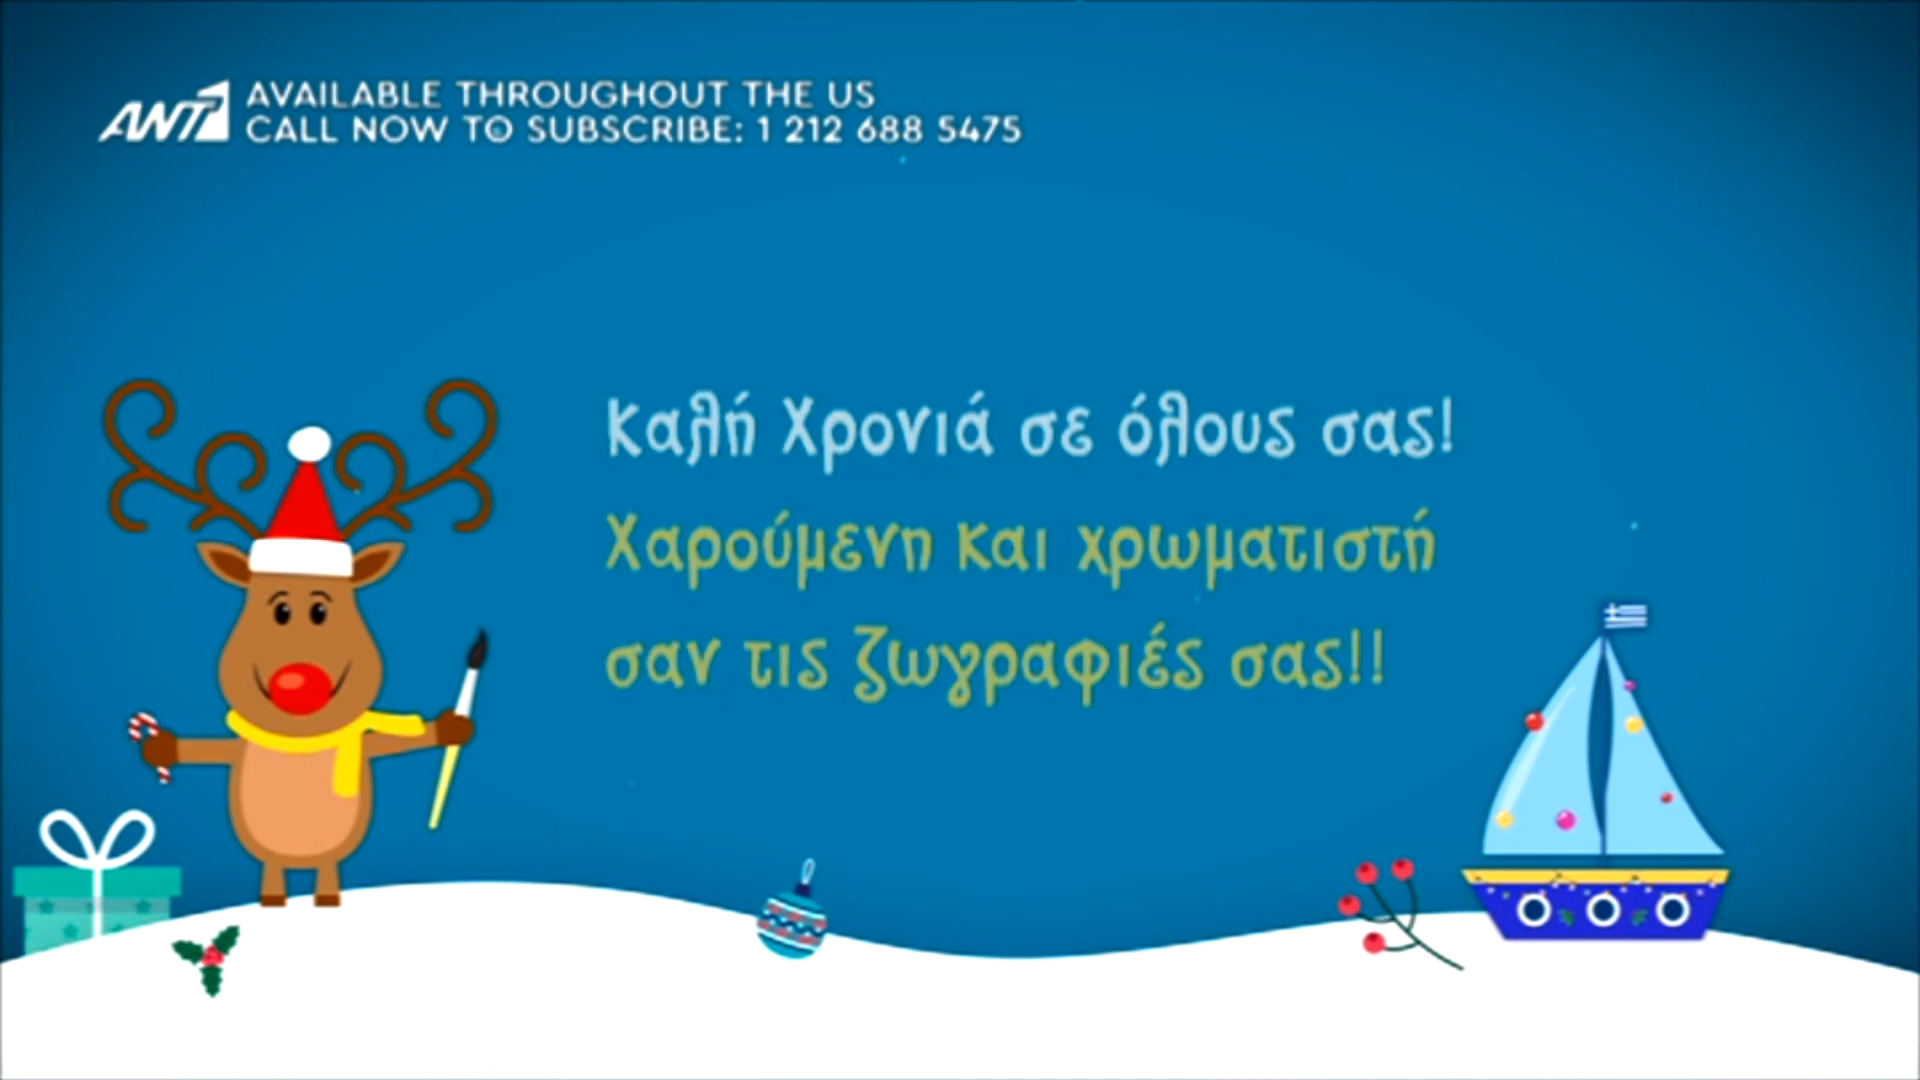 ANT1
AVAILABLE THROUGHOUT THE US
CALL NOW TO SUBSCRIBE: 1 212 688 5475
Καλή Χρονιά σε όλους σας!
Χαρούμενη και χρωματιστή
σαν τις ζωγραφιές σας!!